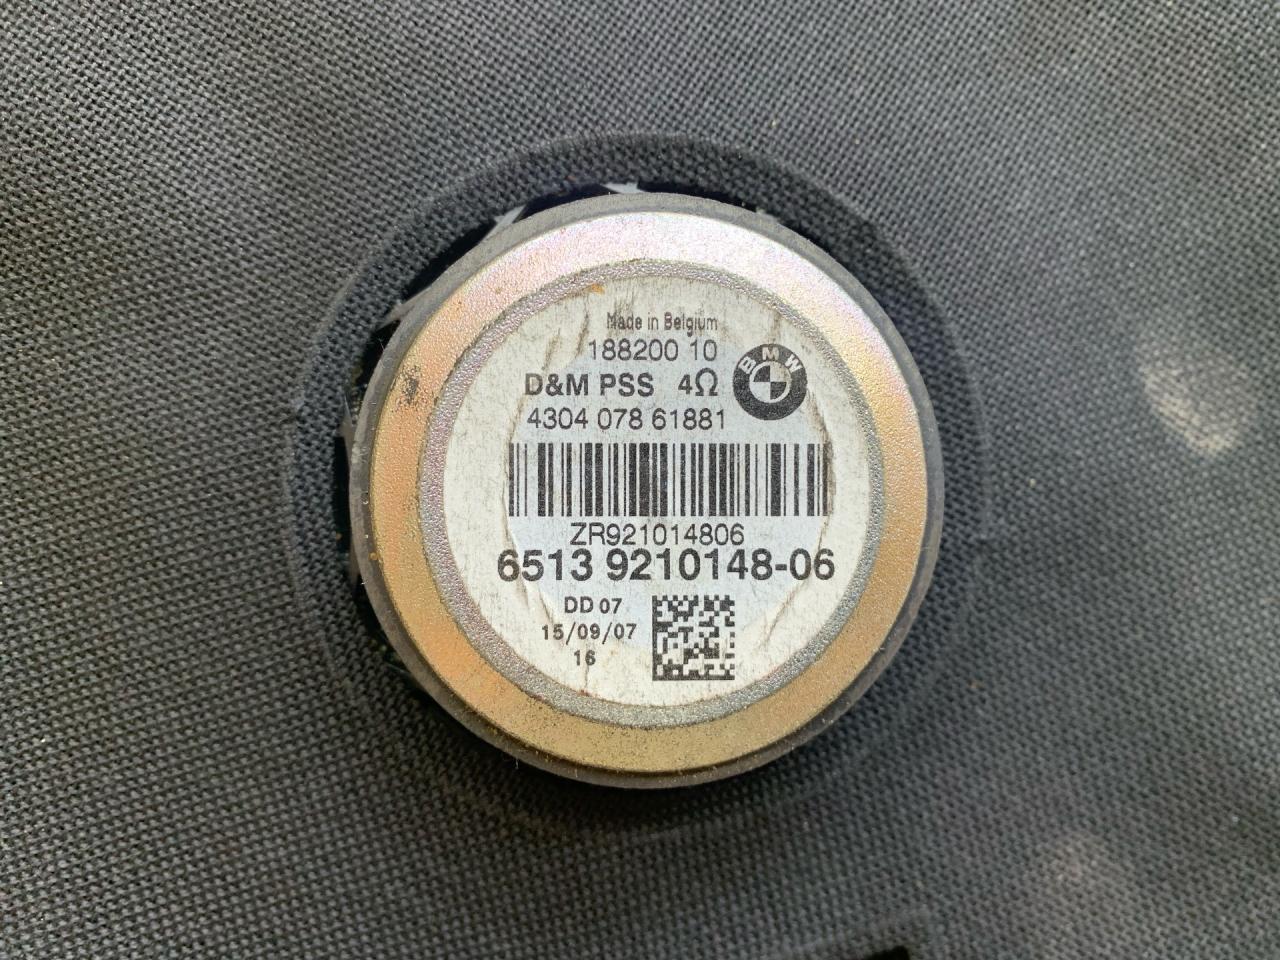 Made in Belgium
188200 10
D&M PSS 4Ω
BMW
4304 078 61881
ZR921014806
6513 9210148-06
DD 07
15/09/07
16